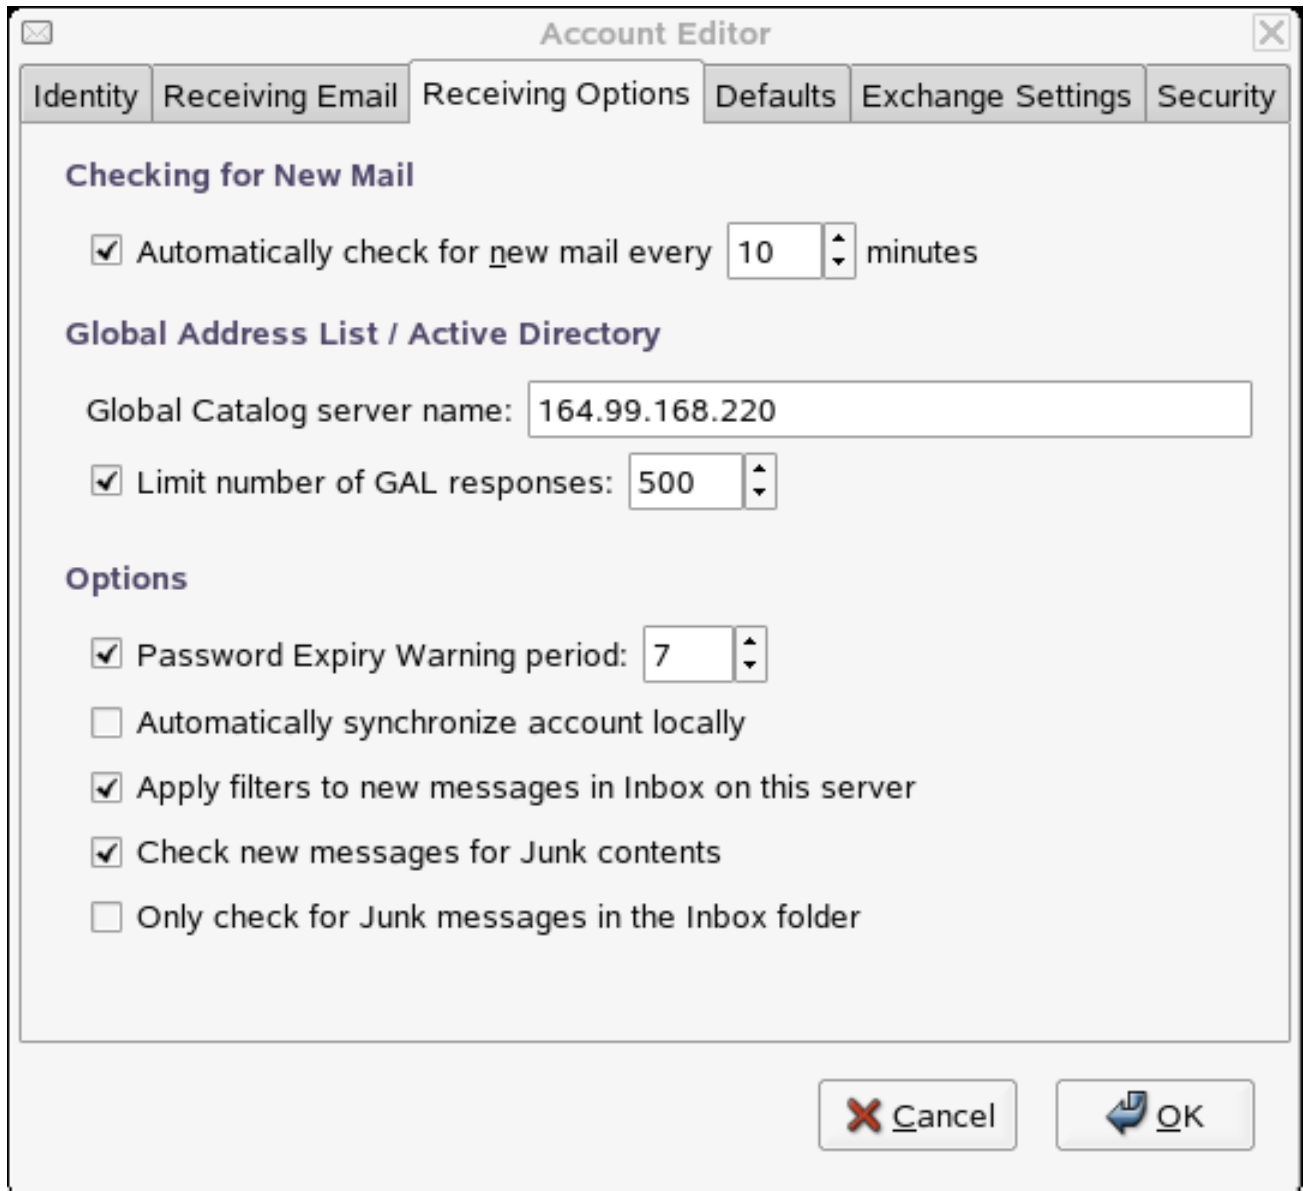 Account Editor
Identity Receiving Email Receiving Options Defaults Exchange Settings Security
Checking for New Mail
Automatically check for new mail every 10 minutes
Global Address List / Active Directory
Global Catalog server name: 164.99.168.220
Limit number of GAL responses: 500
Options
Password Expiry Warning period: 7
Automatically synchronize account locally
Apply filters to new messages in Inbox on this server
Check new messages for Junk contents
Only check for Junk messages in the Inbox folder
Cancel OK